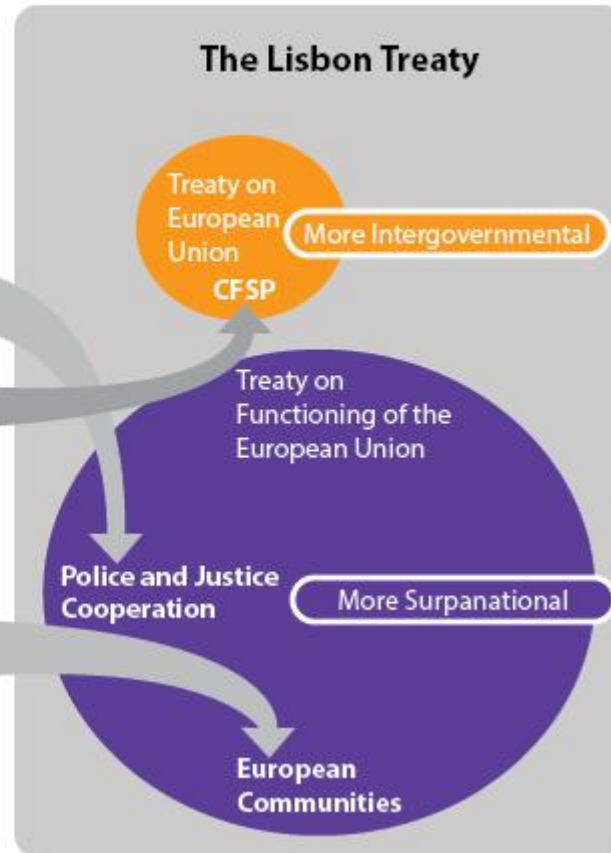 The Lisbon Treaty
Treaty on
European
Union
CFSP
More Intergovernmental
Treaty on
Functioning of the
European Union
Police and Justice
Cooperation
More Surpanational
European
Communities